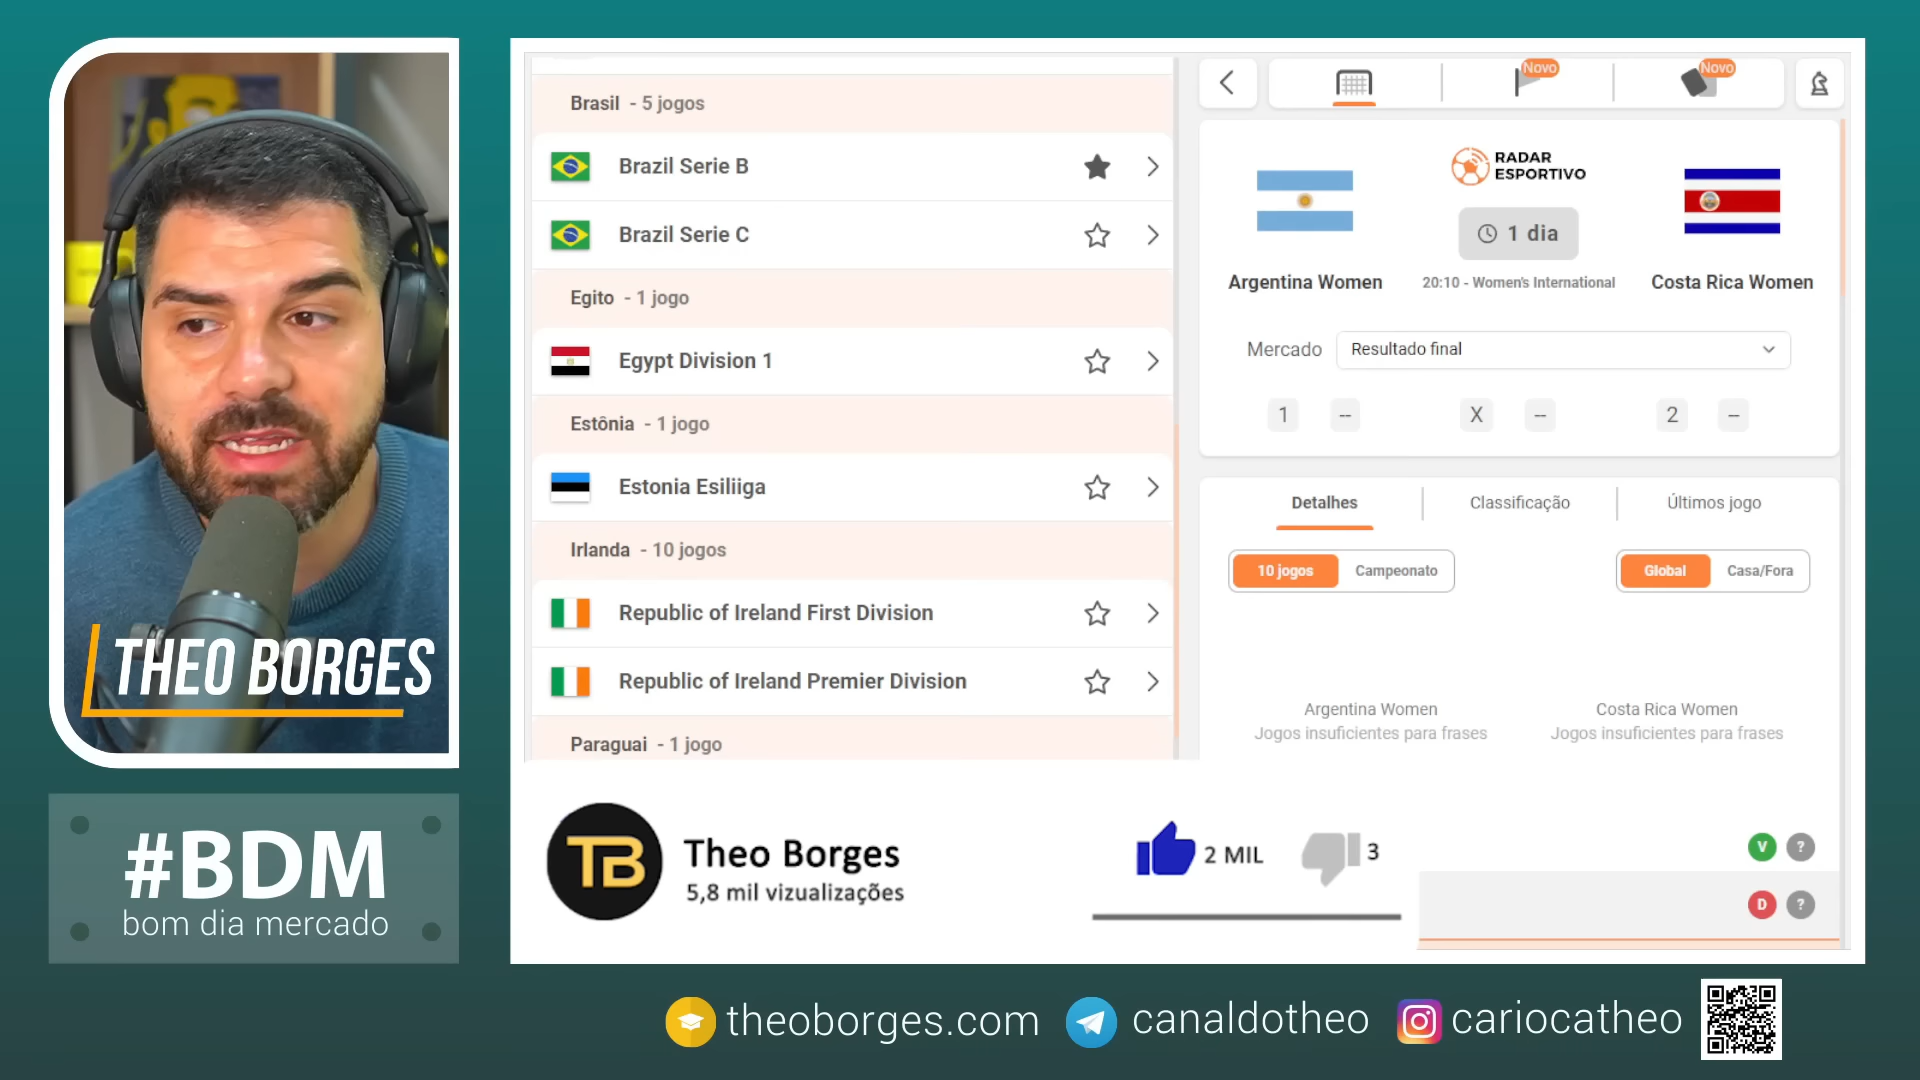 THEO BORGES
#BDM
bom dia mercado
Brasil - 5 jogos
Brazil Serie B
Brazil Serie C
Egito - 1 jogo
Egypt Division 1
Estônia - 1 jogo
Estonia Esiliiga
Irlanda - 10 jogos
Republic of Ireland First Division
Republic of Ireland Premier Division
Paraguai - 1 jogo
Novo
Novo
RADAR
ESPORTIVO
1 dia
Argentina Women
20:10 - Women's International
Costa Rica Women
Mercado
Resultado final
1 -- X -- 2 --
Detalhes
Classificação
Últimos jogo
10 jogos
Campeonato
Global
Casa/Fora
Argentina Women
Jogos insuficientes para frases
Costa Rica Women
Jogos insuficientes para frases
TB
Theo Borges
5,8 mil vizualizações
2 MIL
3
V ?
D ?
theoborges.com
canaldotheo
cariocatheo